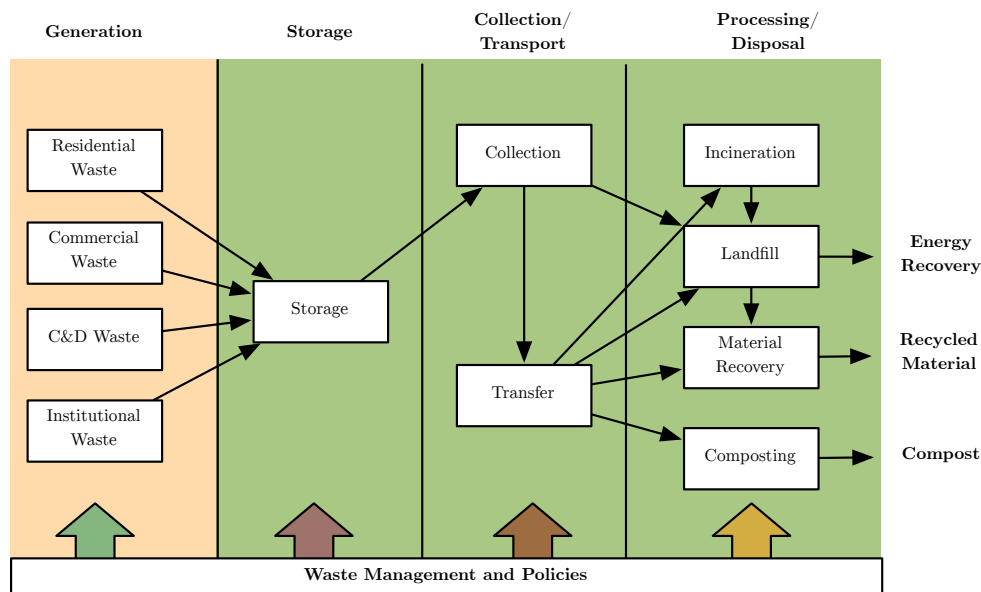 Generation
Storage
Collection/
Transport
Processing/
Disposal
Residential
Waste
Commercial
Waste
C&D Waste
Institutional
Waste
Storage
Collection
Transfer
Incineration
Landfill
Material
Recovery
Composting
Energy
Recovery
Recycled
Material
Compost
Waste Management and Policies